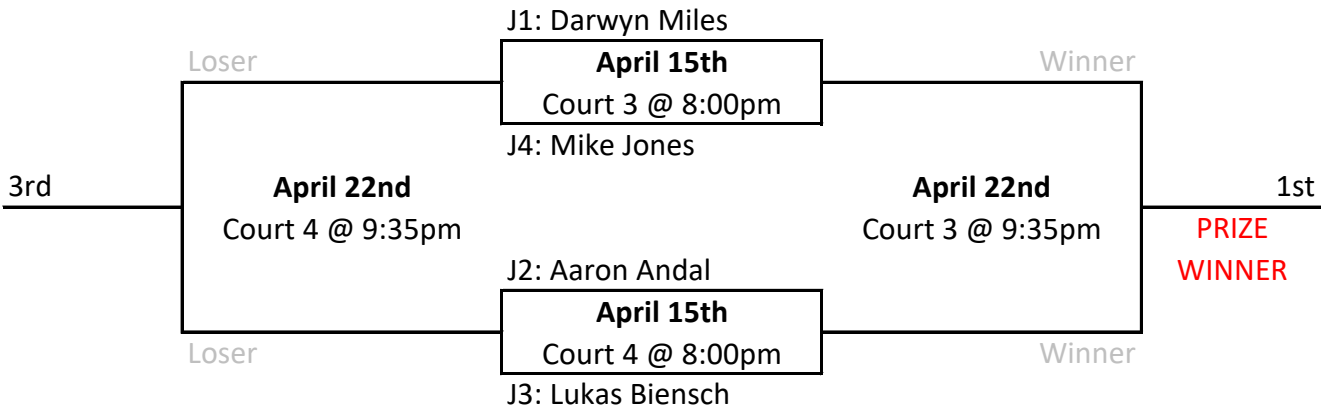 J1: Darwyn Miles
Loser
April 15th
Winner
Court 3 @ 8:00pm
J4: Mike Jones
3rd
April 22nd
April 22nd
1st
Court 4 @ 9:35pm
Court 3 @ 9:35pm
PRIZE
WINNER
J2: Aaron Andal
April 15th
Loser
Court 4 @ 8:00pm
Winner
J3: Lukas Biensch